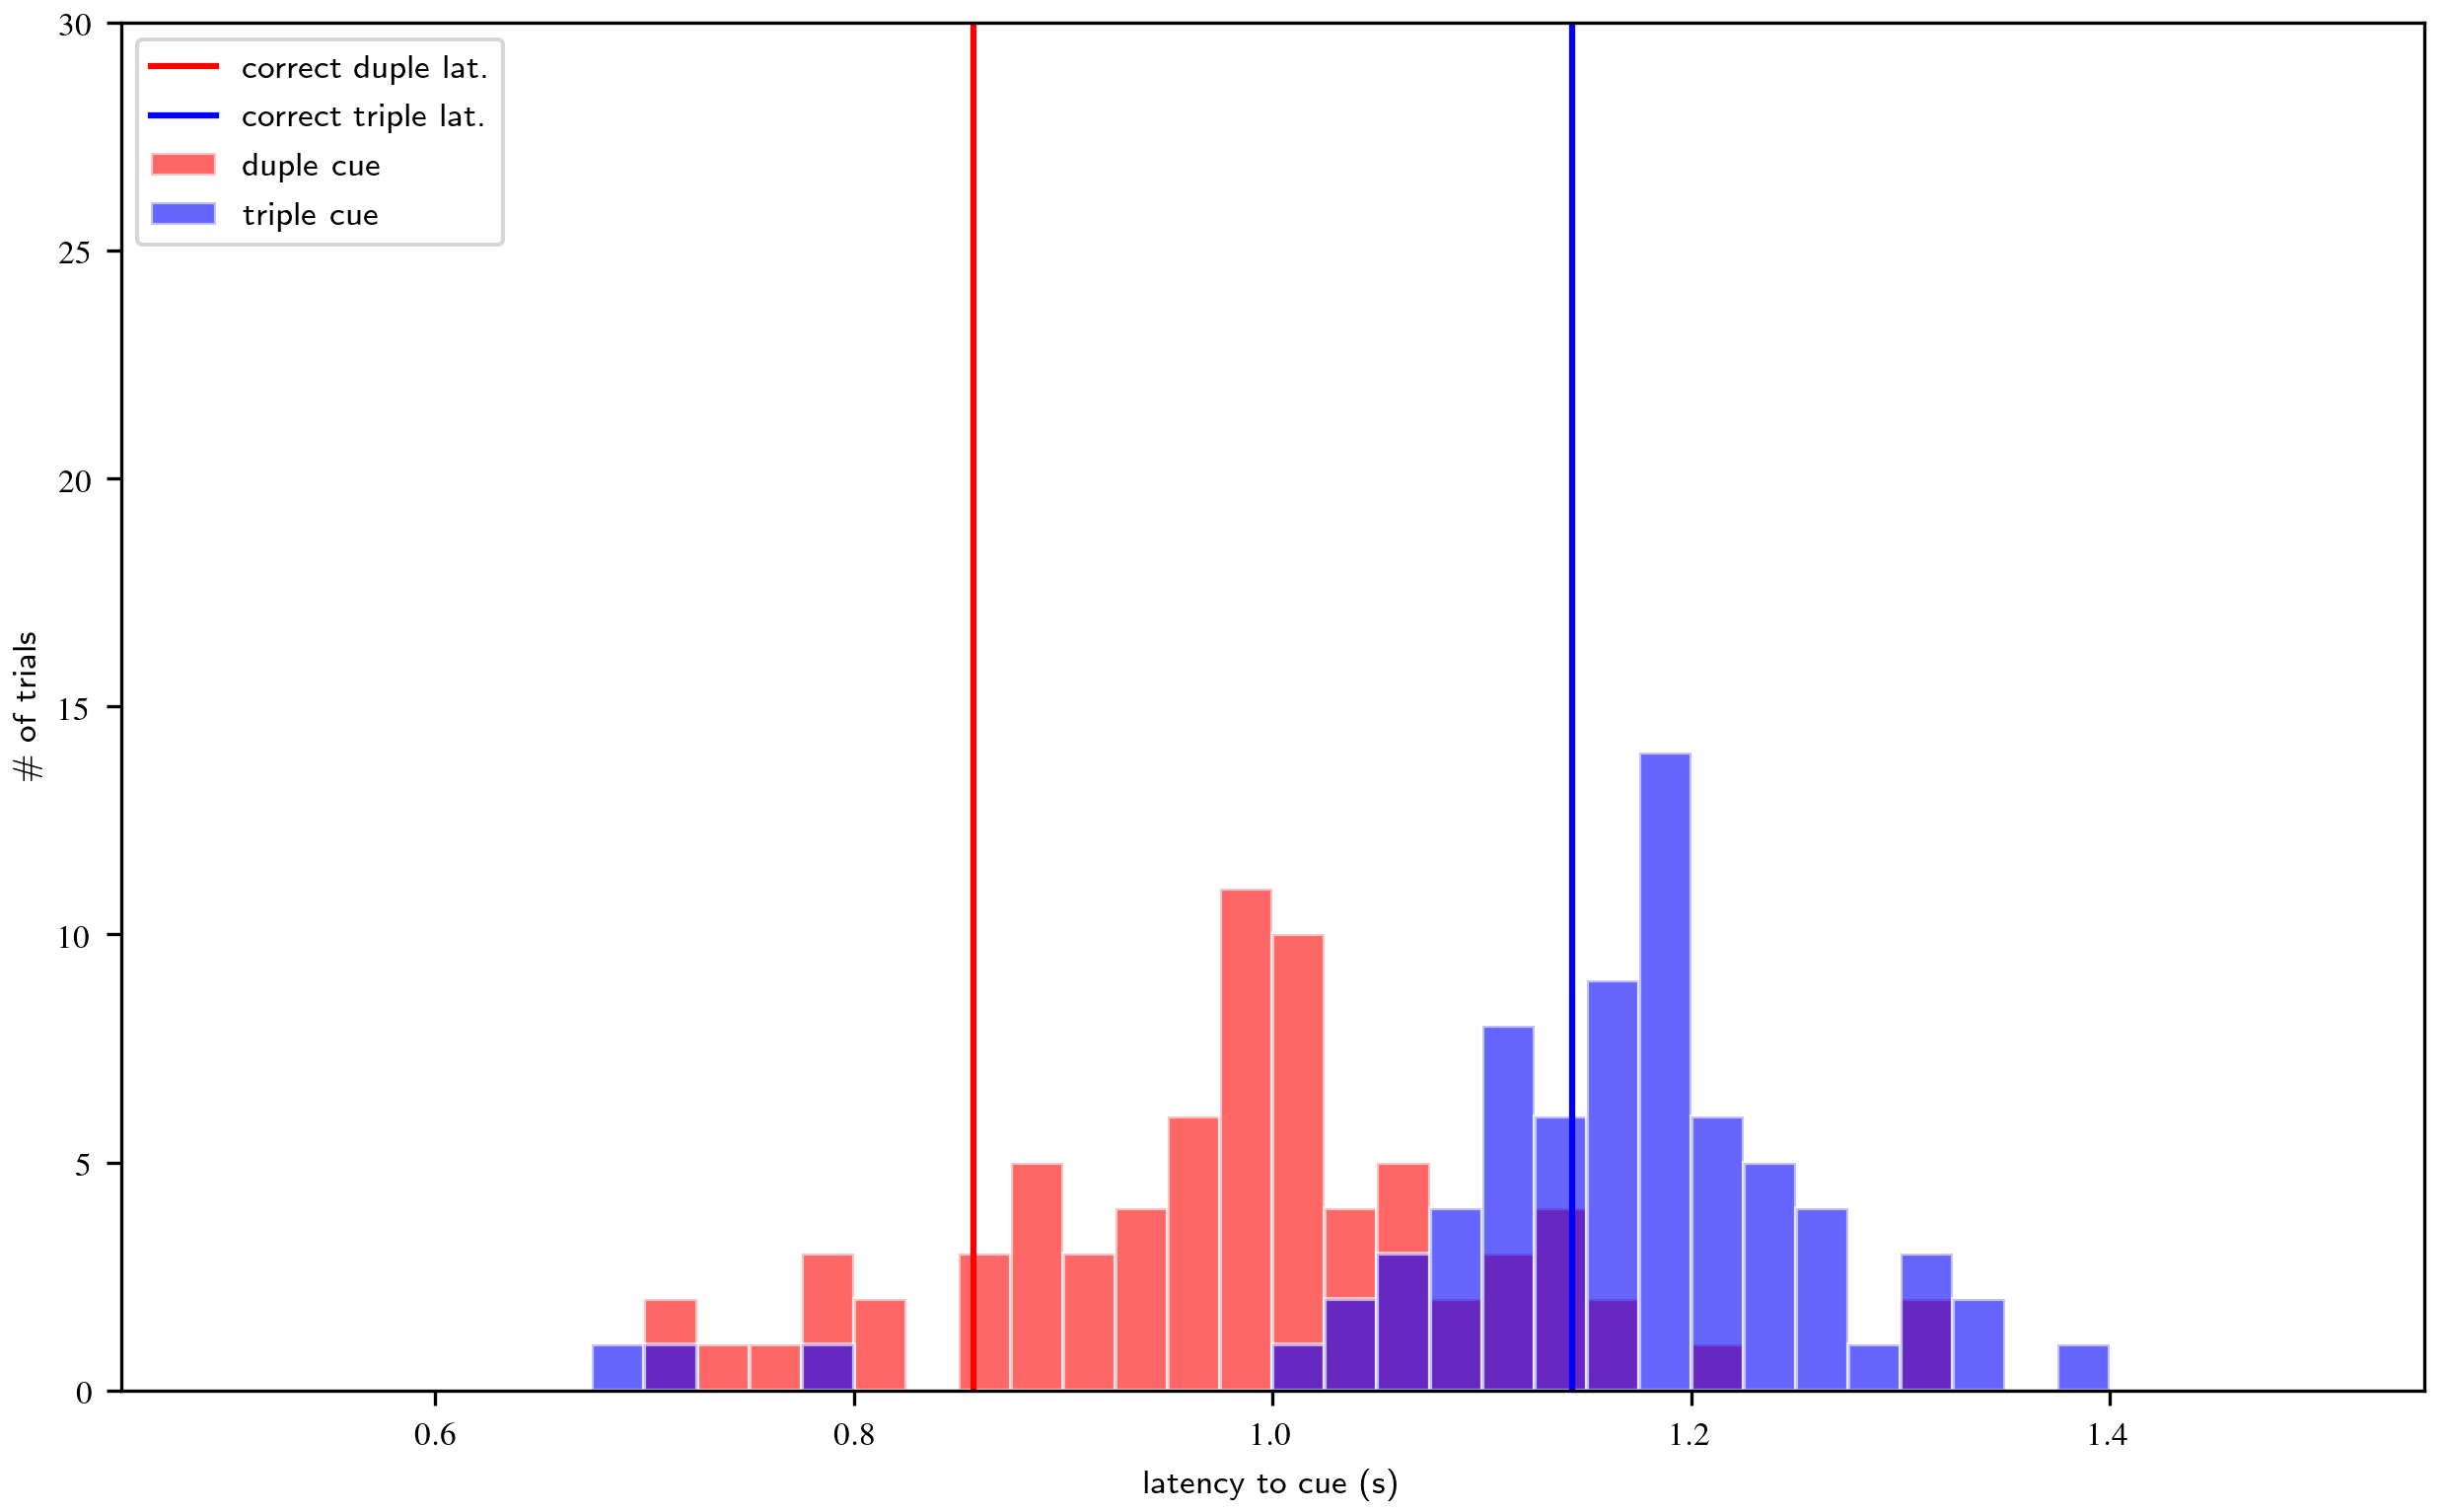 30
25
20
15
10
5
0
# of trials
correct duple lat.
correct triple lat.
duple cue
triple cue
0.6 0.8 1.0 1.2 1.4
latency to cue (s)